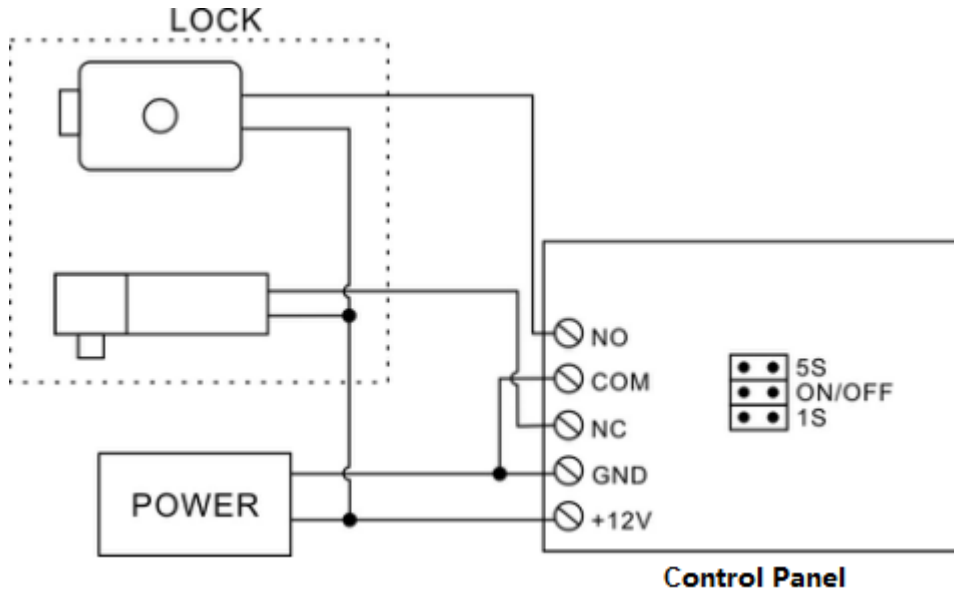 LOCK
NO
COM
NC
GND
+12V
5S
ON/OFF
1S
POWER
Control Panel